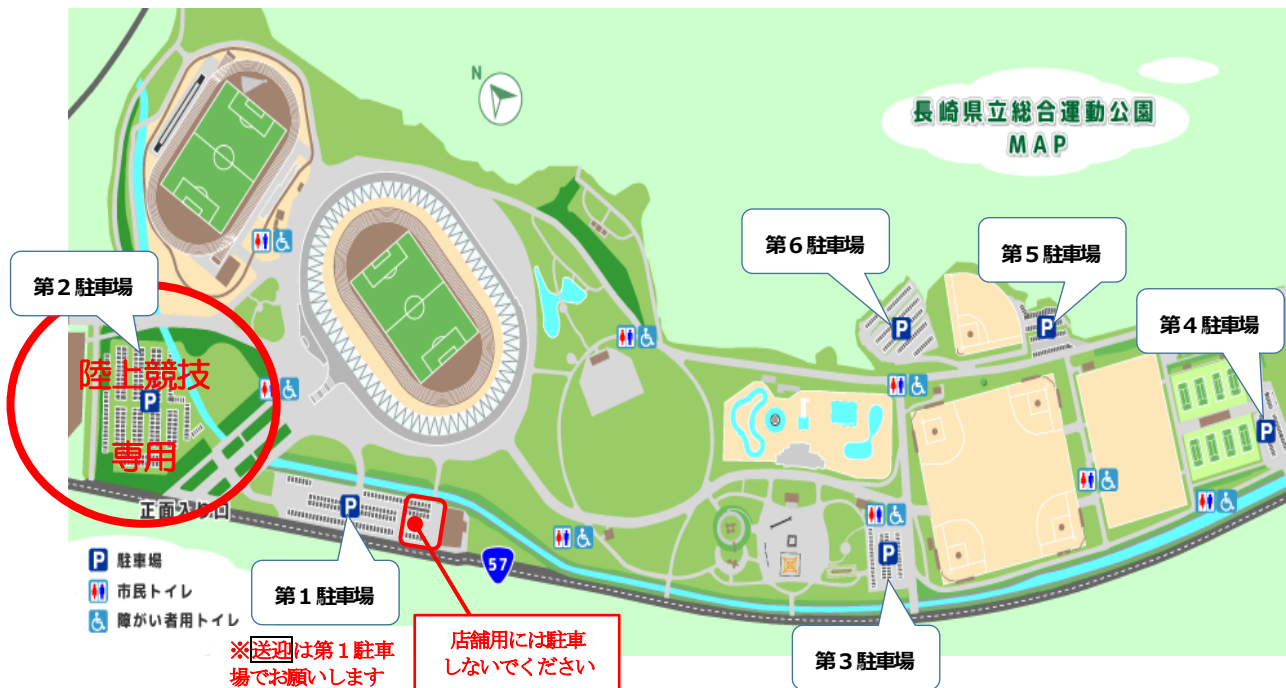 N
長崎県立総合運動公園
MAP
第6駐車場
第5駐車場
第2駐車場
第4駐車場
陸上競技
P
専用
P
P
P
正面入り口
P
P
57
P 駐車場
市民トイレ
障がい者用トイレ
第1駐車場
※送迎は第1駐車
場でお願いします
店舗用には駐車
しないでください
第3駐車場